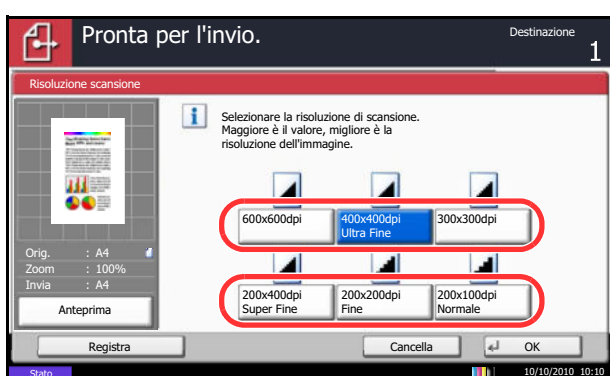 Pronta per l'invio.
Destinazione
1
Risoluzione scansione
Selezionare la risoluzione di scansione.
Maggiore è il valore, migliore è la
risoluzione dell'immagine.
600x600dpi
400x400dpi
Ultra Fine
300x300dpi
200x400dpi
Super Fine
200x200dpi
Fine
200x100dpi
Normale
Orig. : A4
Zoom : 100%
Invia : A4
Anteprima
Registra
Cancella
OK
Stato
10/10/2010 10:10